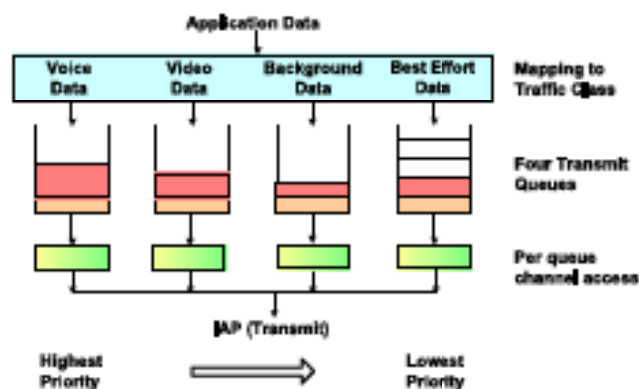 Application Data
Voice Data
Video Data
Background Data
Best Effort Data
Mapping to Traffic Class
Four Transmit Queues
Per queue channel access
AP (Transmit)
Highest Priority
Lowest Priority